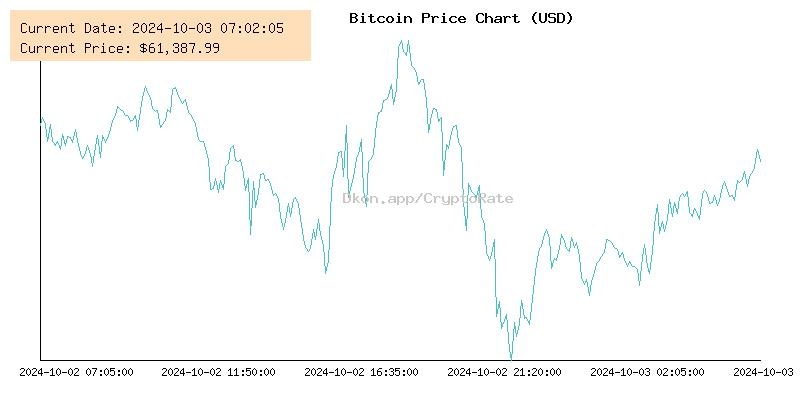 Bitcoin Price Chart (USD)
Current Date: 2024-10-03 07:02:05
Current Price: $61,387.99
Dkon.app/CryptoRate
2024-10-02 07:05:00 2024-10-02 11:50:00 2024-10-02 16:35:00 2024-10-02 21:20:00 2024-10-03 02:05:00 2024-10-03